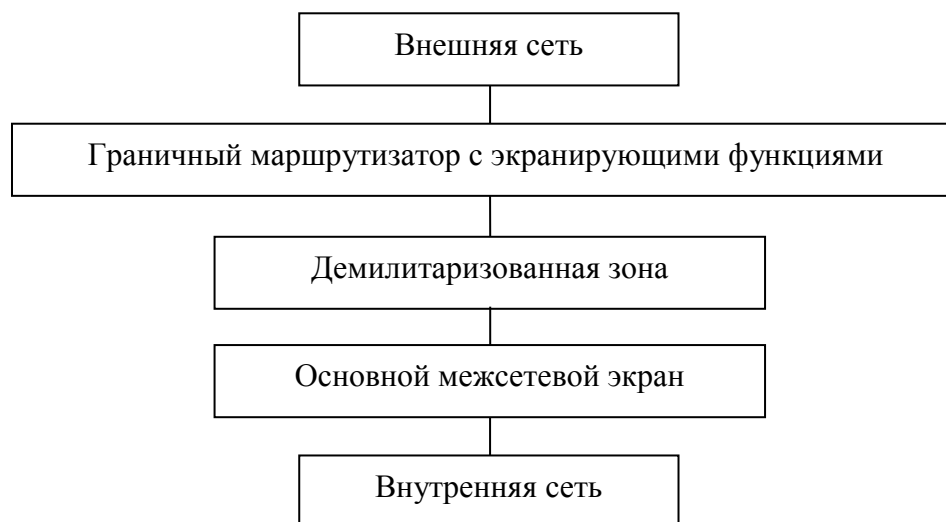 Внешняя сеть
Граничный маршрутизатор с экранирующими функциями
Демилитаризованная зона
Основной межсетевой экран
Внутренняя сеть